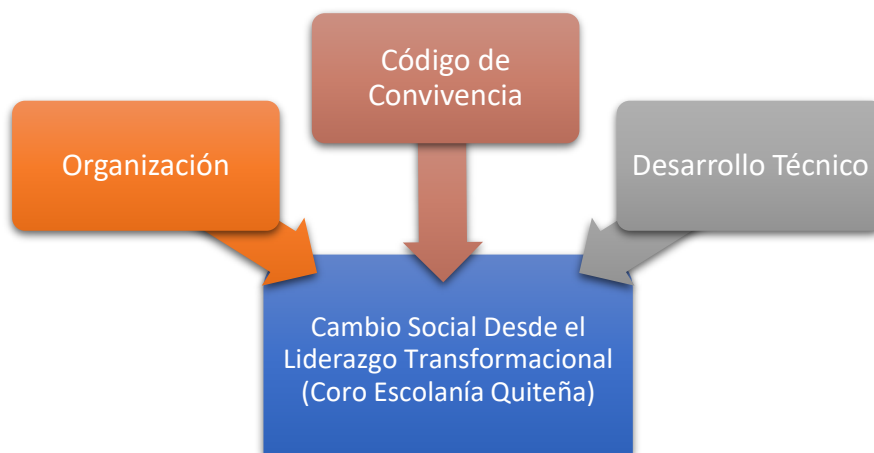 Código de
Convivencia
Organización
Desarrollo Técnico
Cambio Social Desde el
Liderazgo Transformacional
(Coro Escolanía Quiteña)